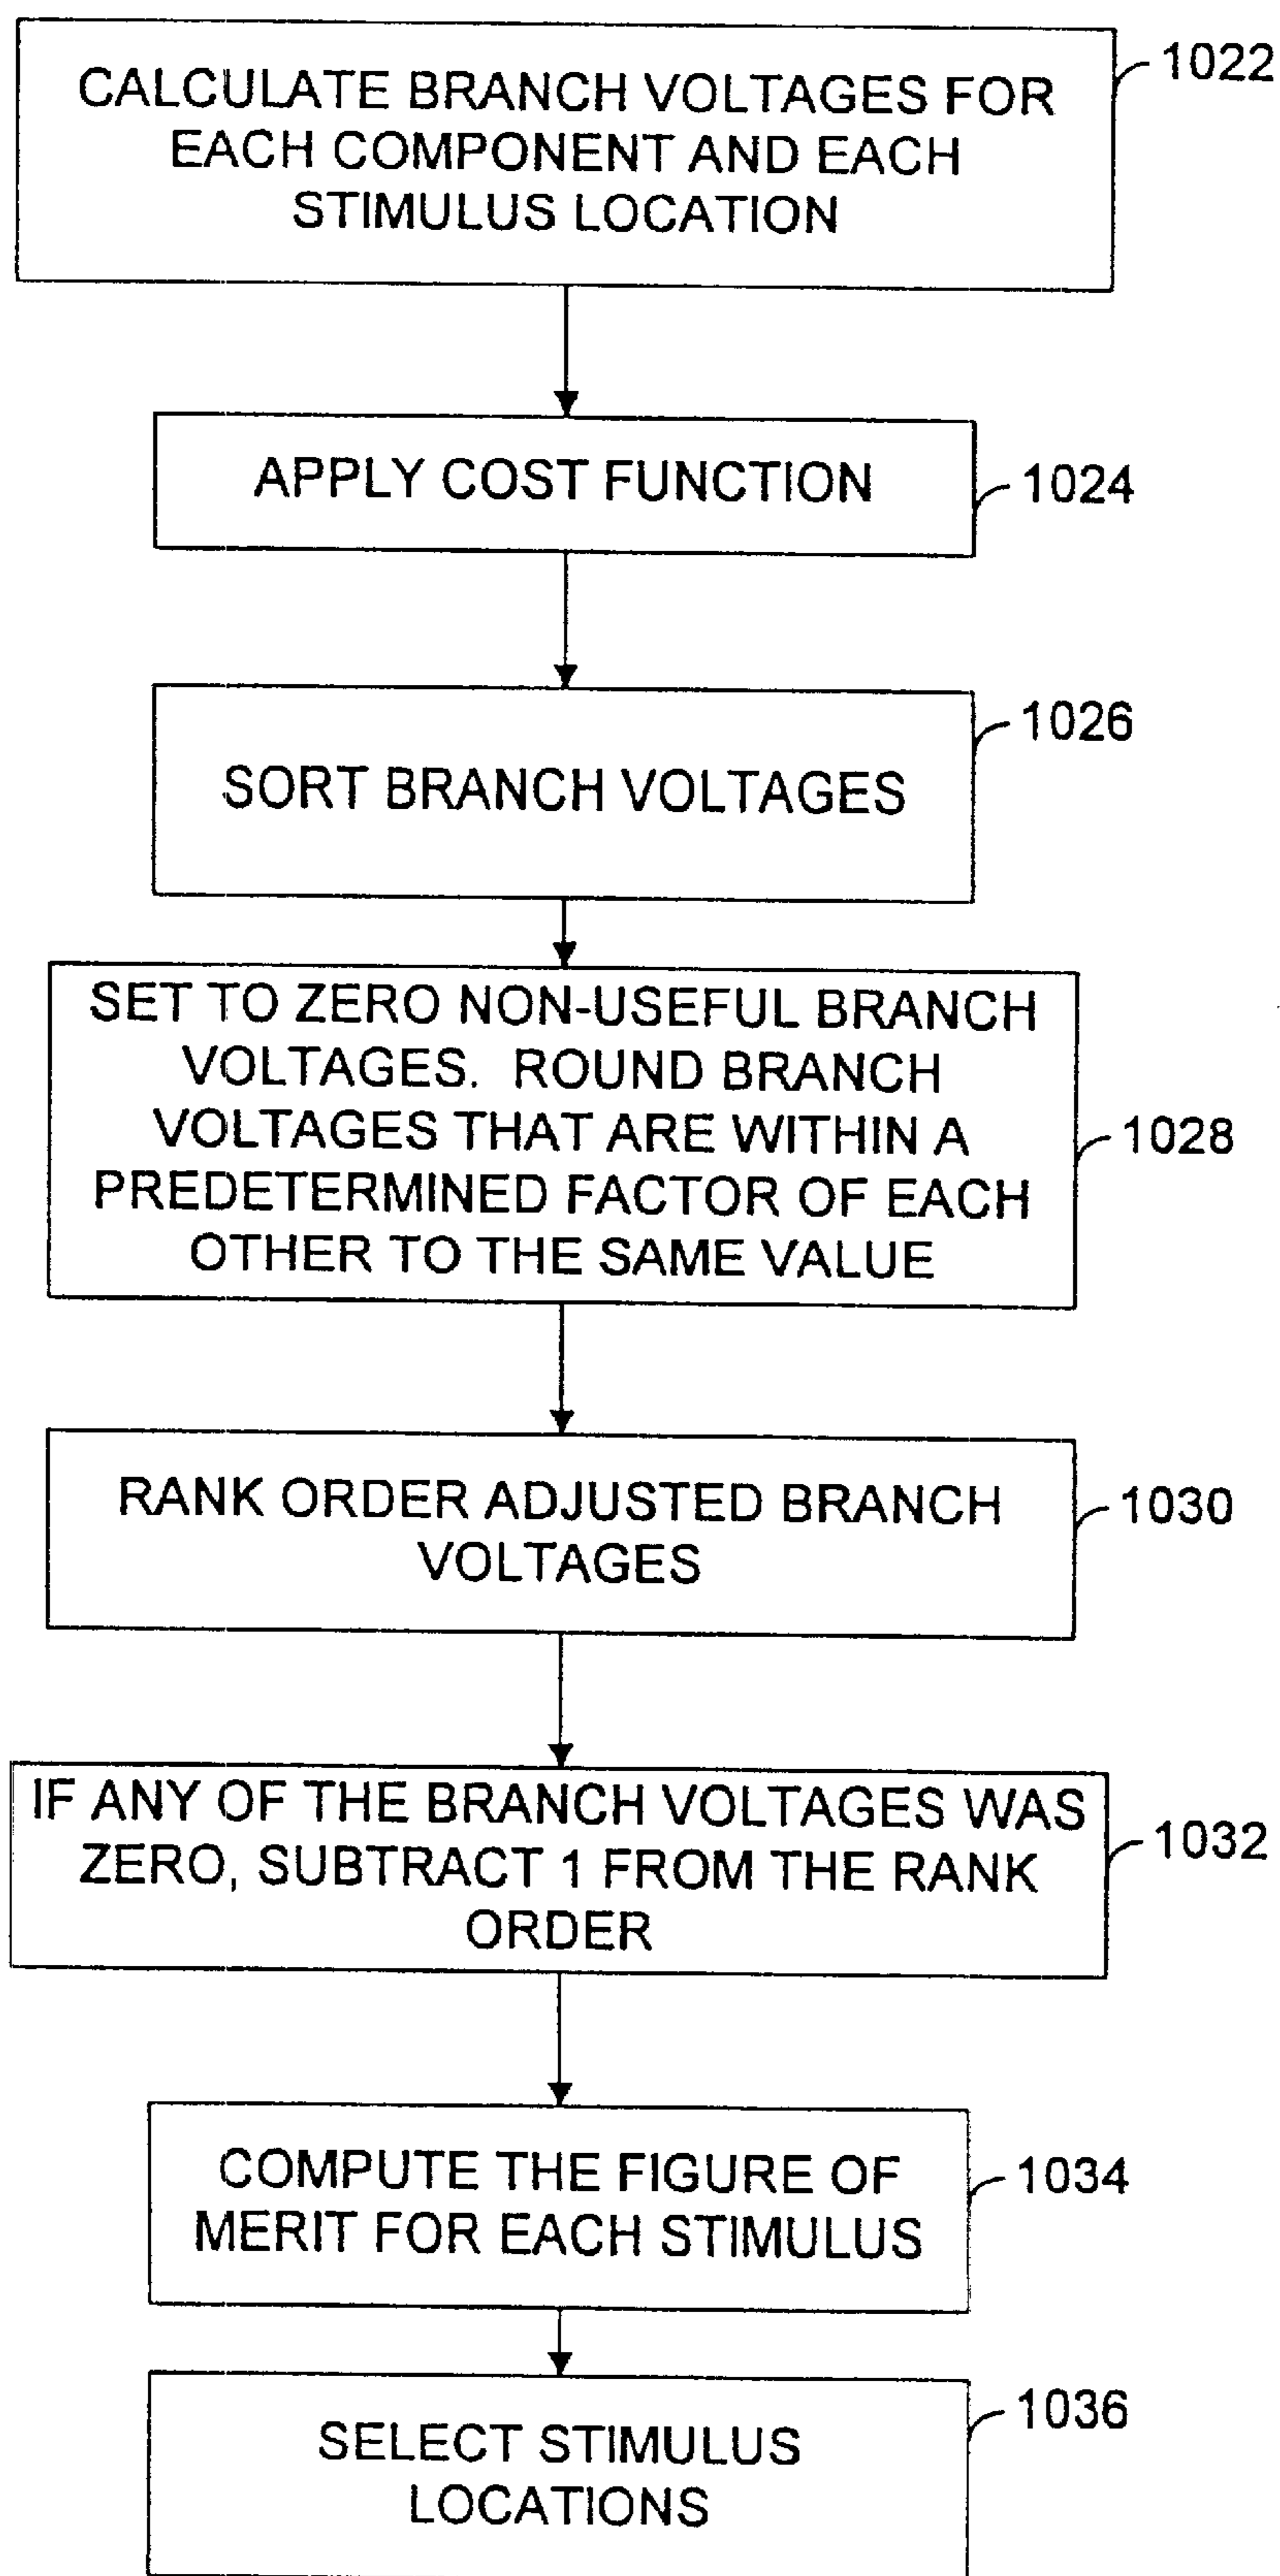 CALCULATE BRANCH VOLTAGES FOR
EACH COMPONENT AND EACH
STIMULUS LOCATION
1022
APPLY COST FUNCTION
1024
SORT BRANCH VOLTAGES
1026
SET TO ZERO NON-USEFUL BRANCH
VOLTAGES. ROUND BRANCH
VOLTAGES THAT ARE WITHIN A
PREDETERMINED FACTOR OF EACH
OTHER TO THE SAME VALUE
1028
RANK ORDER ADJUSTED BRANCH
VOLTAGES
1030
IF ANY OF THE BRANCH VOLTAGES WAS
ZERO, SUBTRACT 1 FROM THE RANK
ORDER
1032
COMPUTE THE FIGURE OF
MERIT FOR EACH STIMULUS
1034
SELECT STIMULUS
LOCATIONS
1036